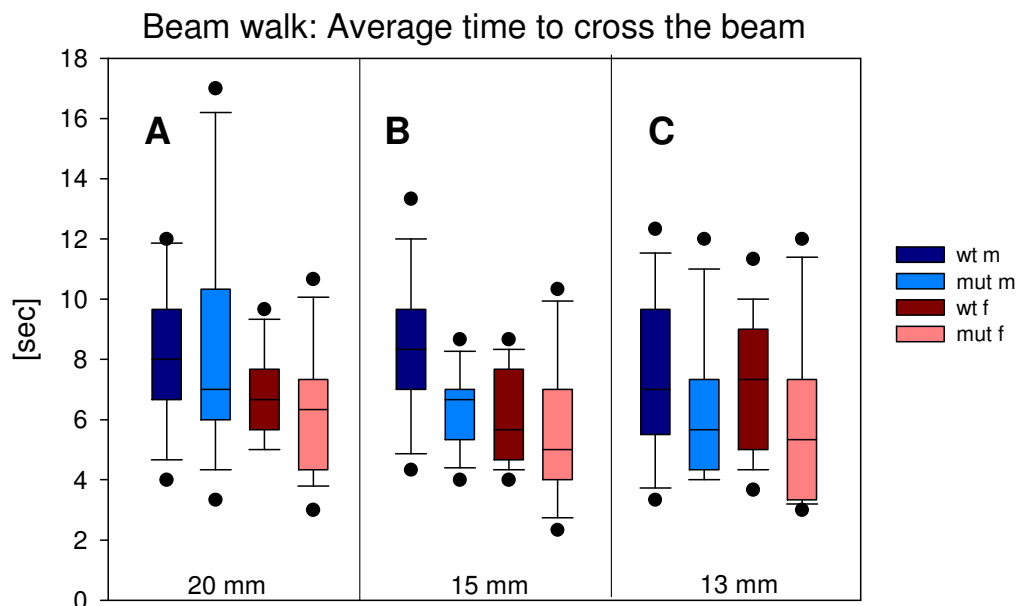 Beam walk: Average time to cross the beam
18
16
14
12
10
8
6
4
2
0
[sec]
A
B
C
20 mm
15 mm
13 mm
wt m
mut m
wt f
mut f